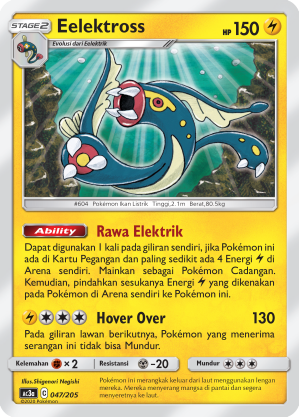 STAGE2 Eelektross HP 150
Evolusi dari Eelektrik
#604 Pokémon Ikan Listrik Tinggi,2.1m Berat,80.5kg
Ability Rawa Elektrik
Dapat digunakan 1 kali pada giliran sendiri, jika Pokémon ini
ada di Kartu Pegangan dan paling sedikit ada 4 Energi
di Arena sendiri. Mainkan sebagai Pokémon Cadangan.
Kemudian, pindahkan sesukanya Energi yang dikenakan
pada Pokémon di Arena sendiri ke Pokémon ini.
Hover Over 130
Pada giliran lawan berikutnya, Pokémon yang menerima
serangan ini tidak bisa Mundur.
Kelemahan × 2 Resistansi -20 Mundur
Ilus.Shigenori Negishi
AC3a G 047/205
©2020 Pokémon
Pokémon ini merangkak keluar dari laut menggunakan lengan
mereka. Mereka menyerang mangsa di pantai dan segera
menyeretnya ke lautan.